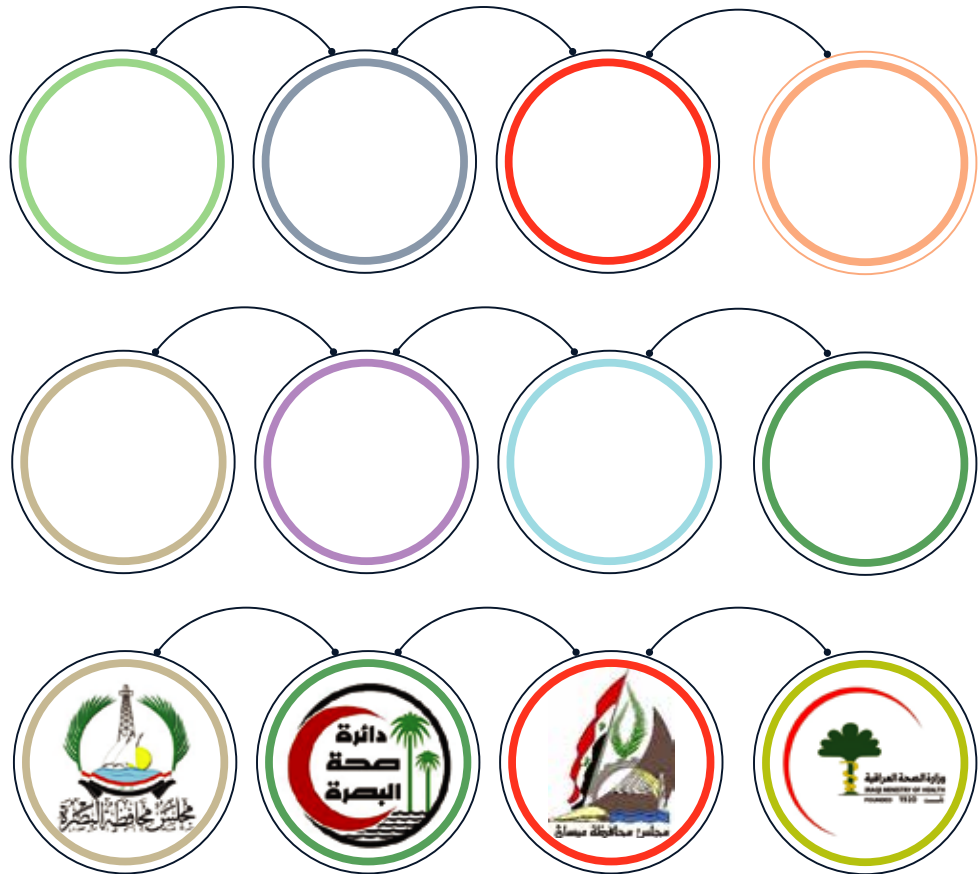 مجلس محافظة البصرة
دائرة
صحة
البصرة
مجلس محافظة ميسان
وزارة الصحة العراقية
IRAQI MINISTRY OF HEALTH
FOUNDED 1920